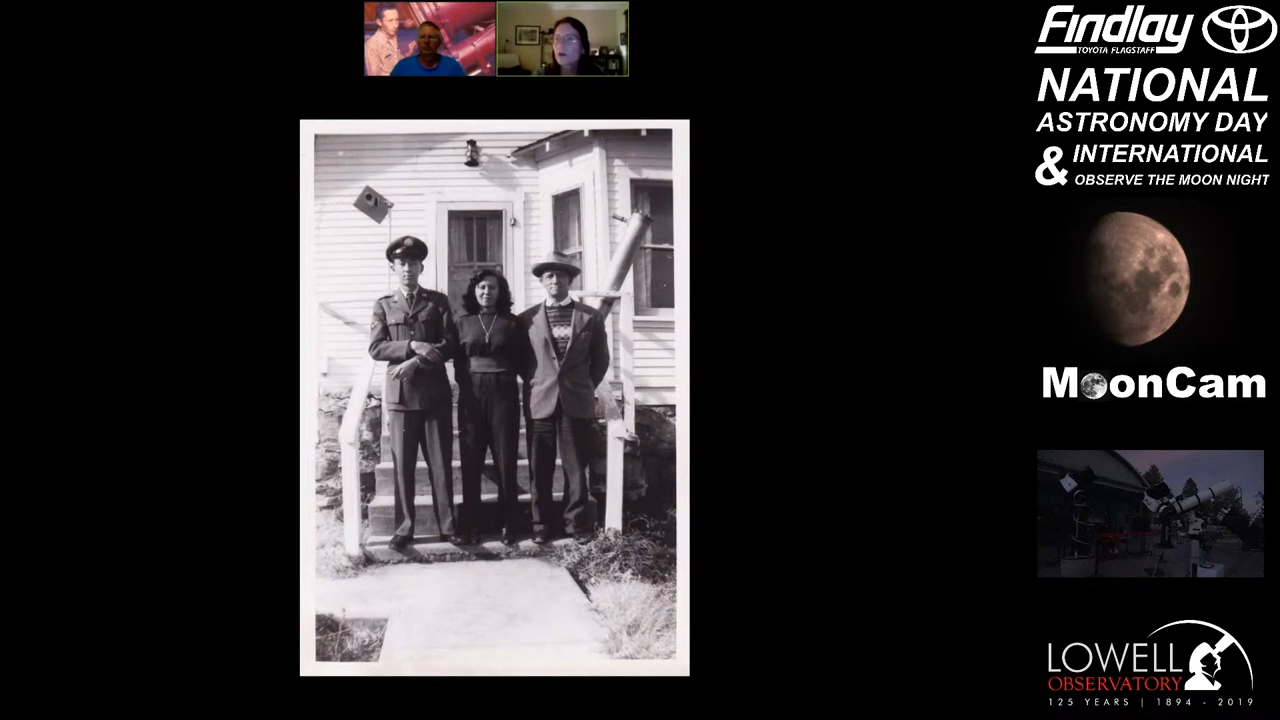 Findlay
TOYOTA FLAGSTAFF
NATIONAL
ASTRONOMY DAY
& INTERNATIONAL
OBSERVE THE MOON NIGHT
MoonCam
LOWELL
OBSERVATORY
125 YEARS | 1894 - 2019